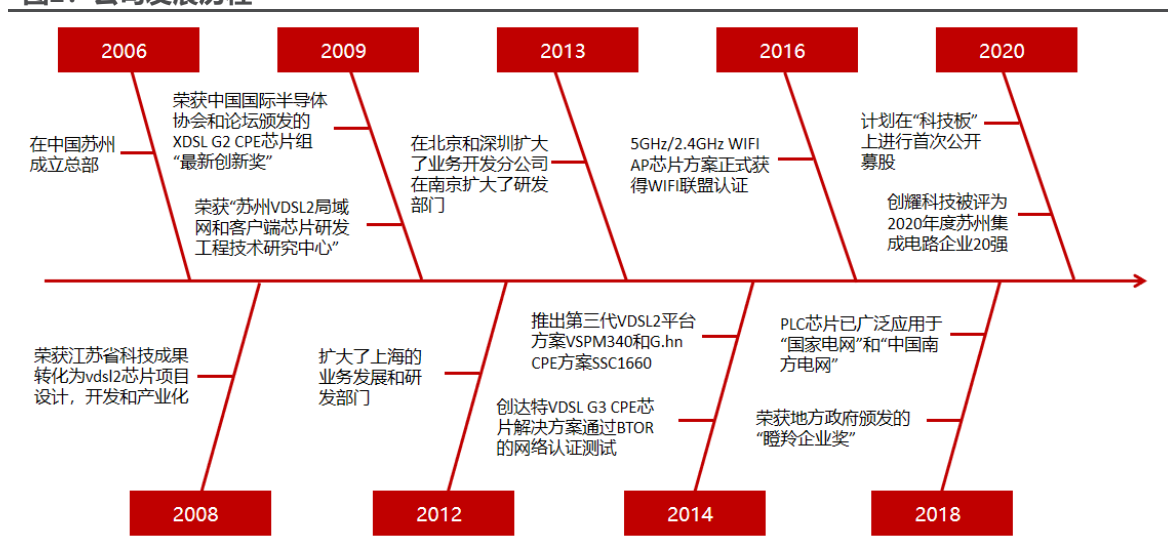 图1：公司发展历程
2006
2009
2013
2016
2020
在中国苏州
成立总部
荣获中国国际半导体
协会和论坛颁发的
XDSL G2 CPE芯片组
“最新创新奖”
荣获“苏州VDSL2局域
网和客户端芯片研发
工程技术研究中心”
在北京和深圳扩大
了业务开发分公司
在南京扩大了研发
部门
5GHz/2.4GHz WIFI
AP芯片方案正式获
得WIFI联盟认证
计划在“科技板”
上进行首次公开
募股
创耀科技被评为
2020年度苏州集
成电路企业20强
荣获江苏省科技成果
转化为vdsl2芯片项目
设计，开发和产业化
扩大了上海的
业务发展和研
发部门
推出第三代VDSL2平台
方案VSPM340和G.hn
CPE方案SSC1660
创达特VDSL G3 CPE芯
片解决方案通过BTOR
的网络认证测试
PLC芯片已广泛应用于
“国家电网”和“中国南
方电网”
荣获地方政府颁发的
“瞪羚企业奖”
2008
2012
2014
2018